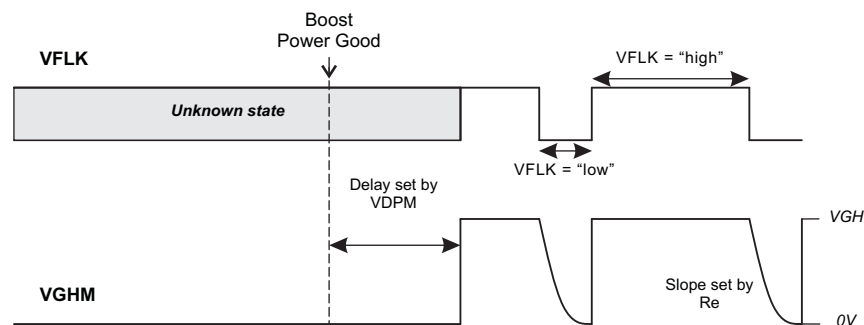 Boost
Power Good
VFLK
VFLK = “high”
Unknown state
VFLK = “low”
Delay set by
VDPM
VGH
Slope set by
Re
VGHM
0V